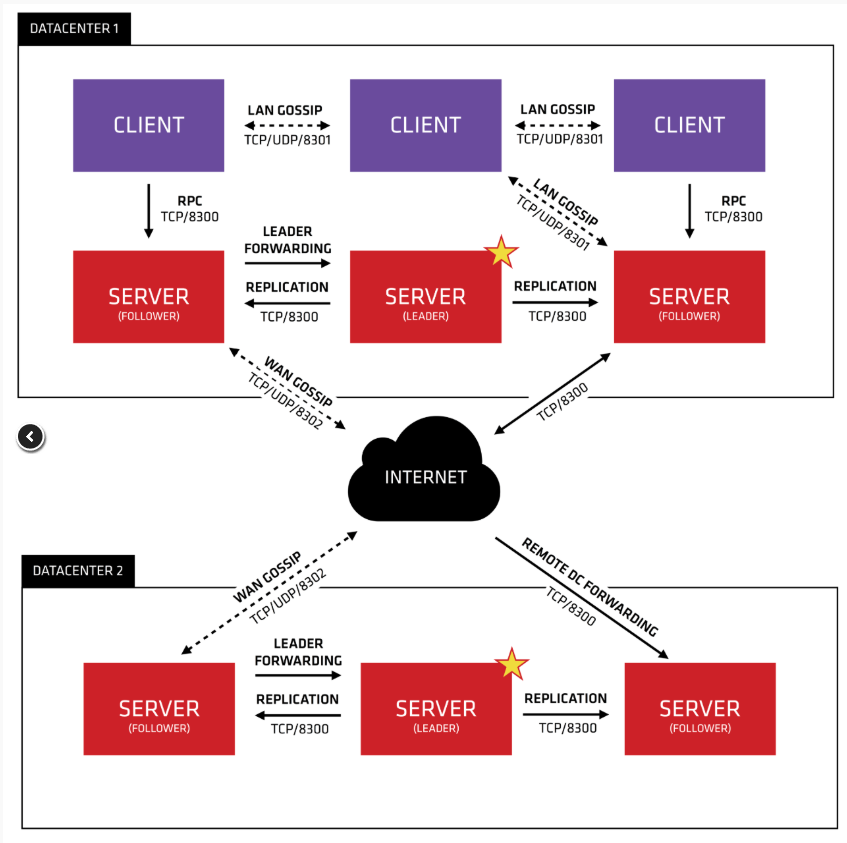 DATACENTER 1
CLIENT
LAN GOSSIP
TCP/UDP/8301
CLIENT
LAN GOSSIP
TCP/UDP/8301
CLIENT
RPC
TCP/8300
LAN GOSSIP
TCP/UDP/8301
RPC
TCP/8300
LEADER
FORWARDING
SERVER
(FOLLOWER)
REPLICATION
TCP/8300
SERVER
(LEADER)
REPLICATION
TCP/8300
SERVER
(FOLLOWER)
WAN GOSSIP
TCP/UDP/8302
TCP/8300
INTERNET
DATACENTER 2
WAN GOSSIP
TCP/UDP/8302
REMOTE DC FORWARDING
TCP/8300
LEADER
FORWARDING
SERVER
(FOLLOWER)
REPLICATION
TCP/8300
SERVER
(LEADER)
REPLICATION
TCP/8300
SERVER
(FOLLOWER)